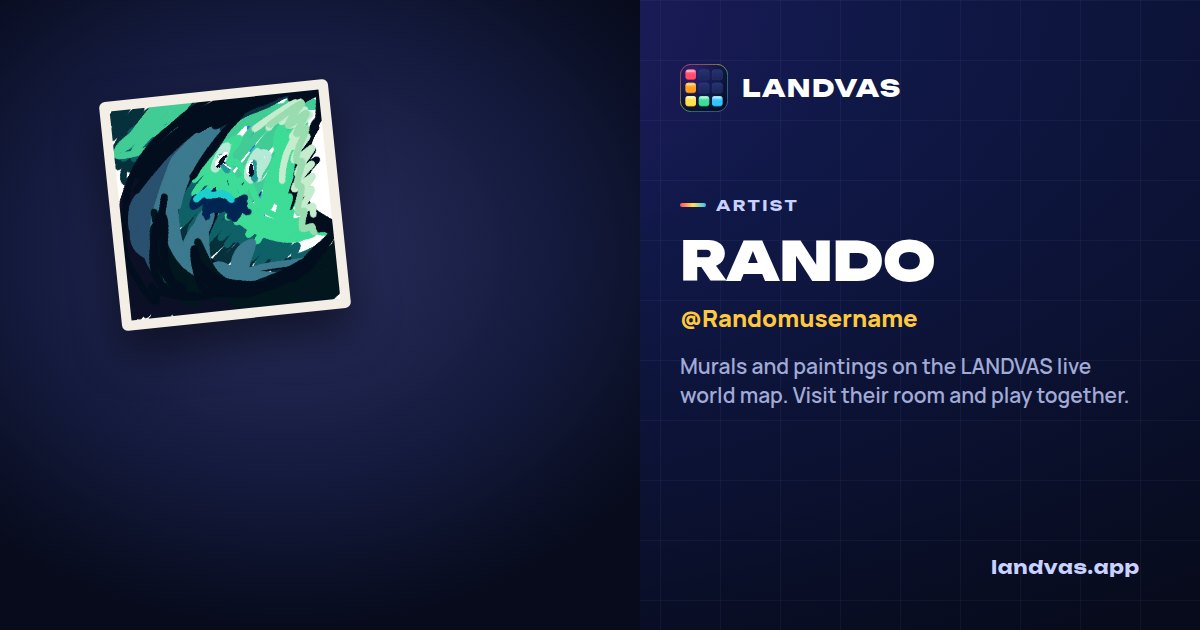 LANDVAS
ARTIST
RANDO
@Randomusername
Murals and paintings on the LANDVAS live
world map. Visit their room and play together.
landvas.app